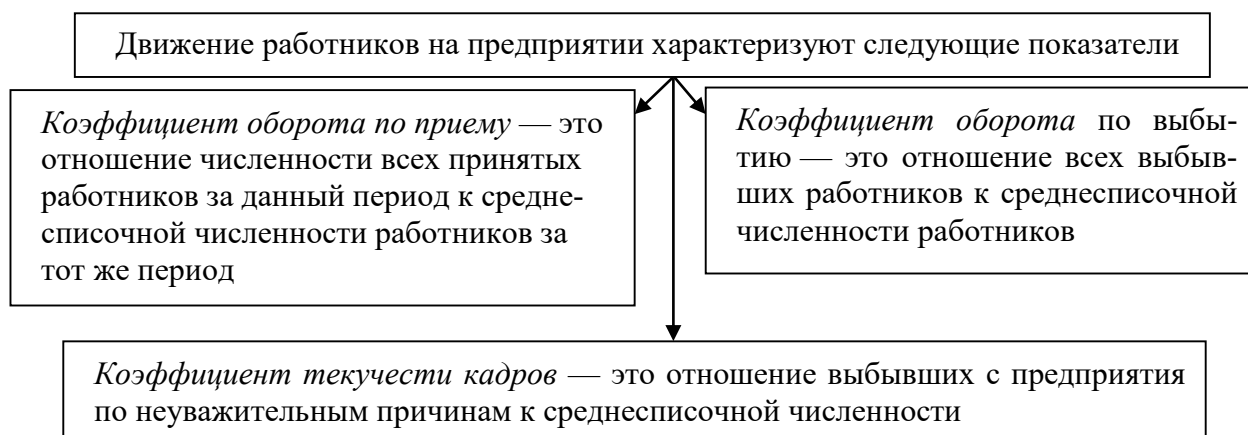 Движение работников на предприятии характеризуют следующие показатели
Коэффициент оборота по приему — это
отношение численности всех принятых
работников за данный период к средне-
списочной численности работников за
тот же период
Коэффициент оборота по выбы-
тию — это отношение всех выбыв-
ших работников к среднесписочной
численности работников
Коэффициент текучести кадров — это отношение выбывших с предприятия
по неуважительным причинам к среднесписочной численности